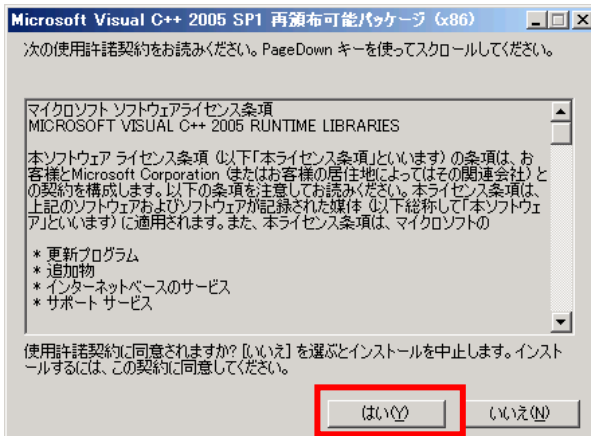 Microsoft Visual C++ 2005 SP1 再頒布可能パッケージ (x86)
次の使用許諾契約をお読みください。PageDown キーを使ってスクロールしてください。
マイクロソフト ソフトウェアライセンス条項
MICROSOFT VISUAL C++ 2005 RUNTIME LIBRARIES
本ソフトウェア ライセンス条項 (以下「本ライセンス条項」といいます) の条項は、お
客様とMicrosoft Corporation (またはお客様の居住地によってはその関連会社) と
の契約を構成します。以下の条項を注意してお読みください。本ライセンス条項は、
上記のソフトウェアおよびソフトウェアが記録された媒体 (以下総称して「本ソフトウェ
ア」といいます) に適用されます。また、本ライセンス条項は、マイクロソフトの
* 更新プログラム
* 追加物
* インターネットベースのサービス
* サポート サービス
使用許諾契約に同意されますか? [いいえ] を選ぶとインストールを中止します。インスト
ールするには、この契約に同意してください。
はい(Y) いいえ(N)